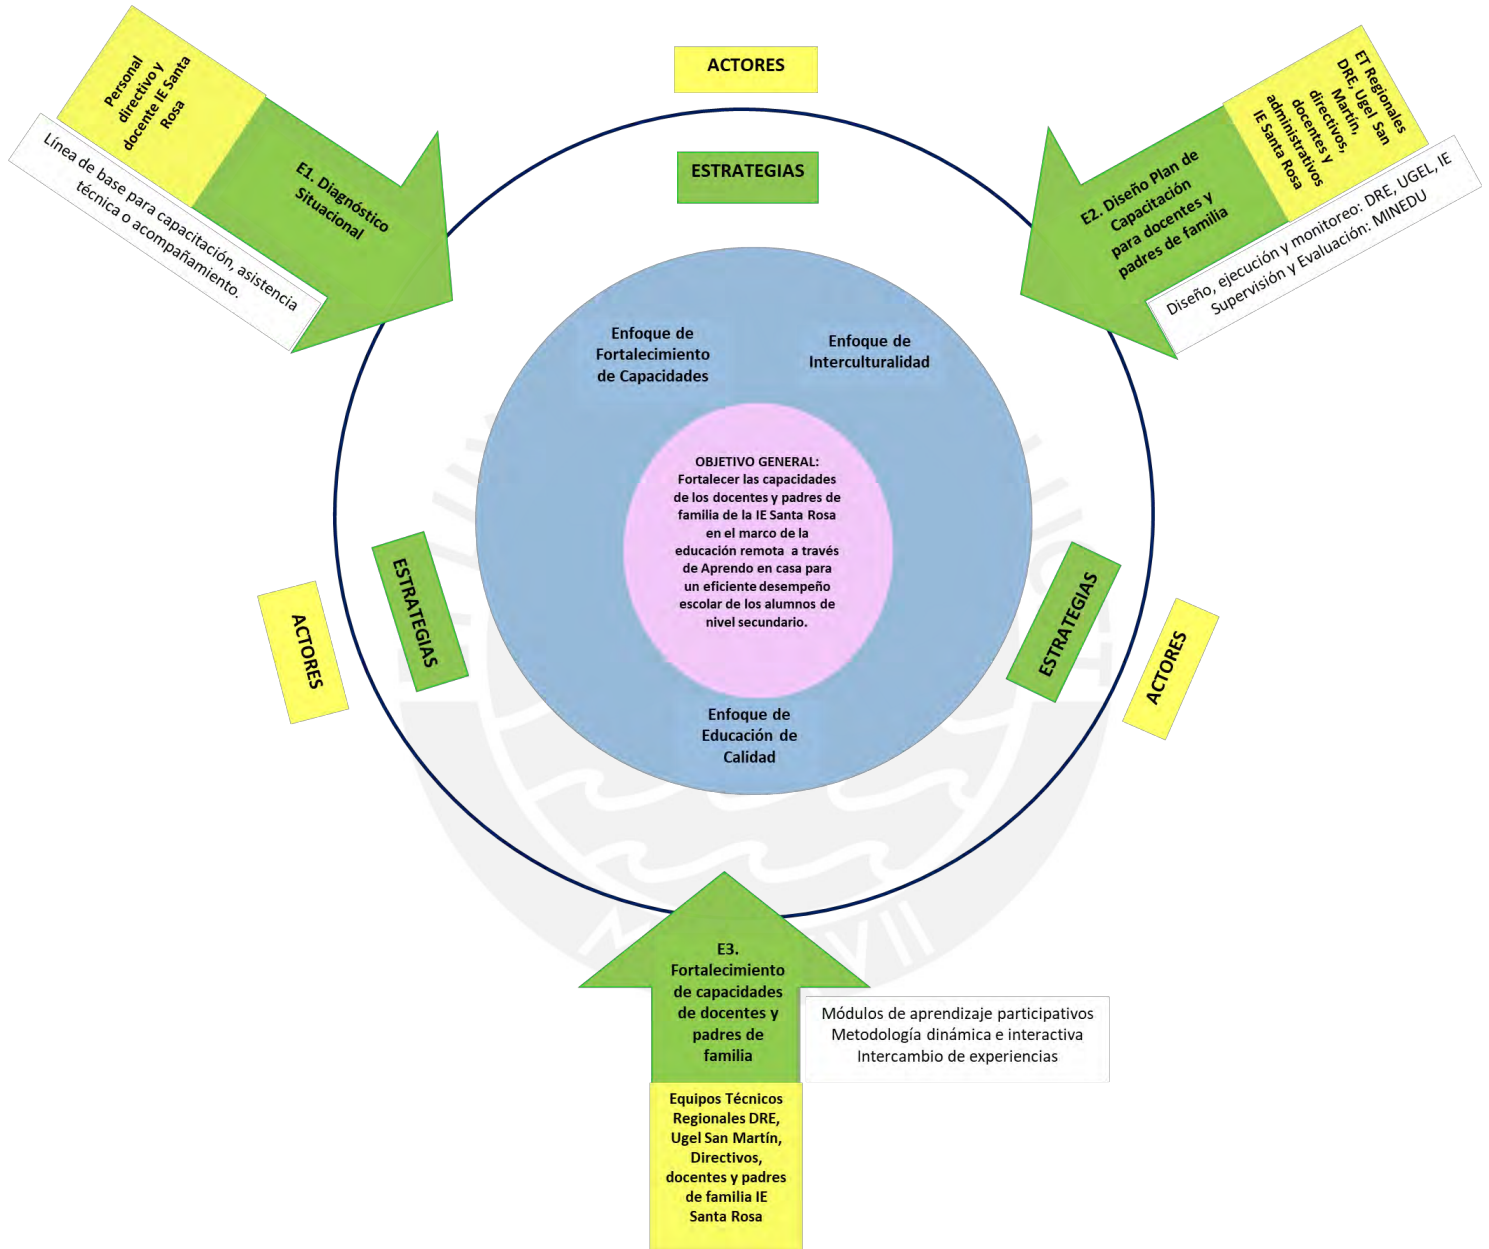 ACTORES
ESTRATEGIAS
Personal
directivo y
docente IE Santa
Rosa
E1. Diagnóstico
Situacional
Línea de base para capacitación, asistencia
técnica o acompañamiento.
ET Regionales
DRE, Ugel San
Martín,
directivos,
docentes y
administrativos
IE Santa Rosa
E2. Diseño Plan de
Capacitación
para docentes y
padres de familia
Diseño, ejecución y monitoreo: DRE, UGEL, IE
Supervisión y Evaluación: MINEDU
Enfoque de
Fortalecimiento
de Capacidades
Enfoque de
Interculturalidad
OBJETIVO GENERAL:
Fortalecer las capacidades
de los docentes y padres de
familia de la IE Santa Rosa
en el marco de la
educación remota a través
de Aprendo en casa para
un eficiente desempeño
escolar de los alumnos de
nivel secundario.
Enfoque de
Educación de
Calidad
ESTRATEGIAS
ACTORES
ESTRATEGIAS
ACTORES
E3.
Fortalecimiento
de capacidades
de docentes y
padres de
familia
Módulos de aprendizaje participativos
Metodología dinámica e interactiva
Intercambio de experiencias
Equipos Técnicos
Regionales DRE,
Ugel San Martín,
Directivos,
docentes y padres
de familia IE
Santa Rosa